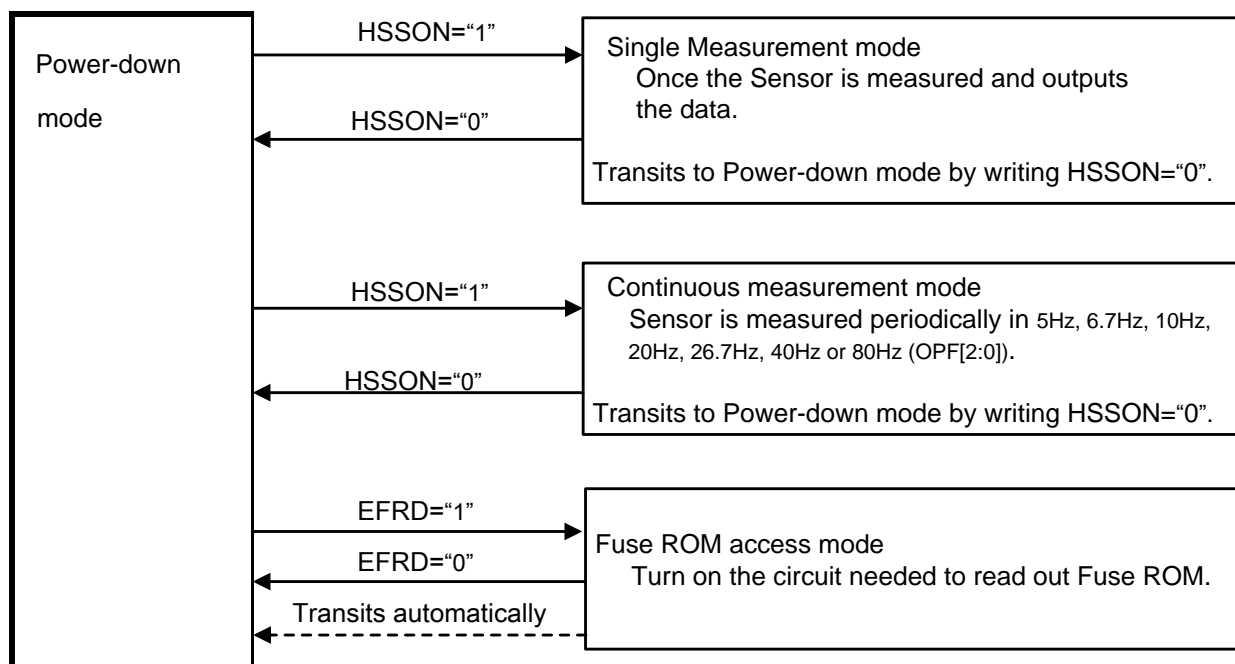 Power-down
mode
HSSON=“1”
Single Measurement mode
Once the Sensor is measured and outputs
the data.
HSSON=“0”
Transits to Power-down mode by writing HSSON=“0”.
HSSON=“1”
Continuous measurement mode
Sensor is measured periodically in 5Hz, 6.7Hz, 10Hz,
20Hz, 26.7Hz, 40Hz or 80Hz (OPF[2:0]).
HSSON=“0”
Transits to Power-down mode by writing HSSON=“0”.
EFRD=“1”
EFRD=“0”
Fuse ROM access mode
Turn on the circuit needed to read out Fuse ROM.
Transits automatically